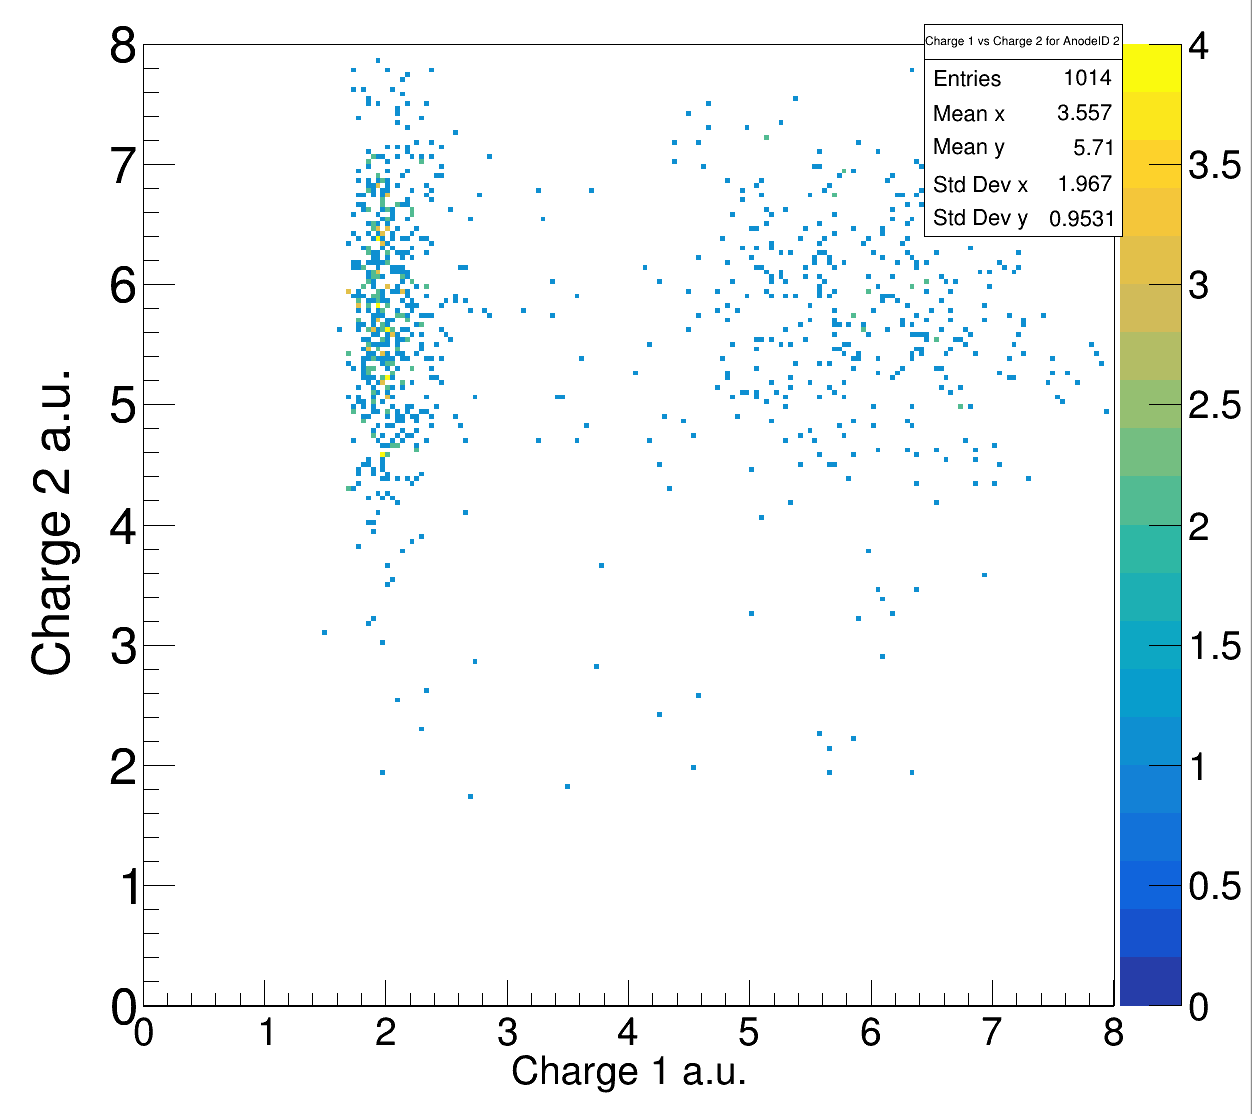 Charge 1 vs Charge 2 for AnodeID 2
Entries 1014
Mean x 3.557
Mean y 5.71
Std Dev x 1.967
Std Dev y 0.9531
8
7
6
5
4
3
2
1
0
Charge 2 a.u.
0 1 2 3 4 5 6 7 8
Charge 1 a.u.
4
3.5
3
2.5
2
1.5
1
0.5
0